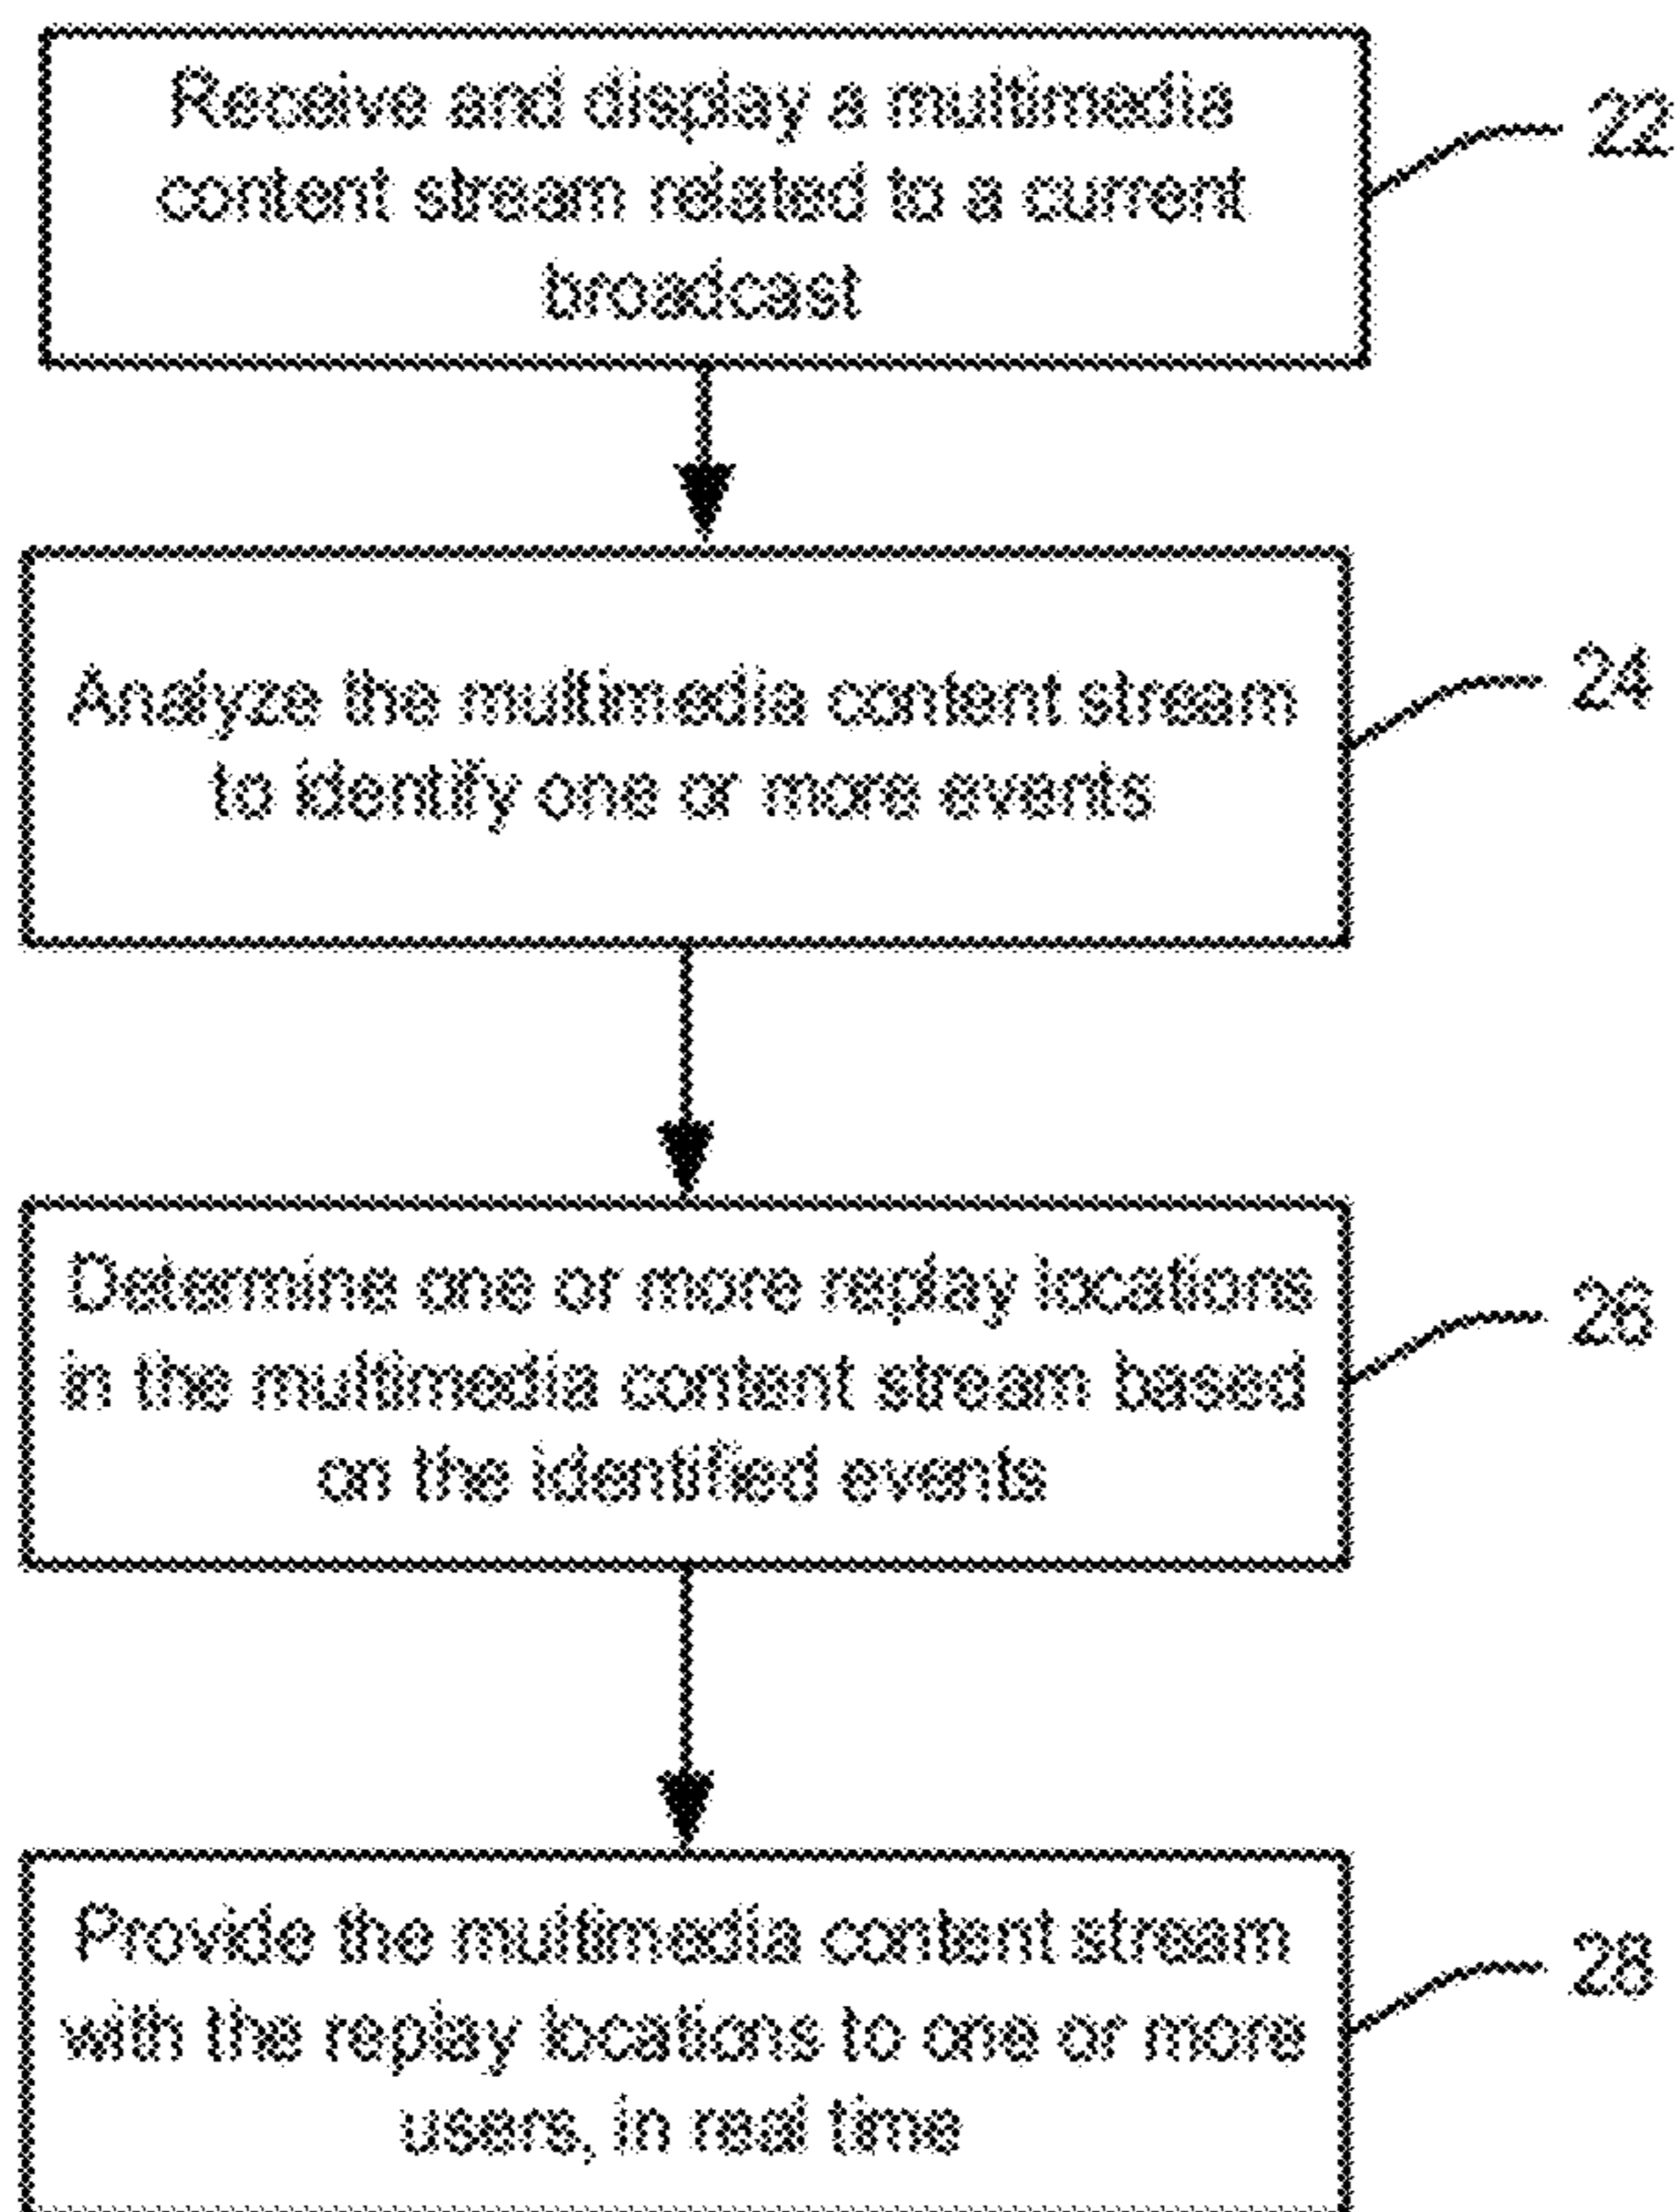 Receive and display a multimedia
content stream related to a current
broadcast
22
Analyze the multimedia content stream
to identify one or more events
24
Determine one or more replay locations
in the multimedia content stream based
on the identified events
26
Provide the multimedia content stream
with the replay locations to one or more
users, in real time
28